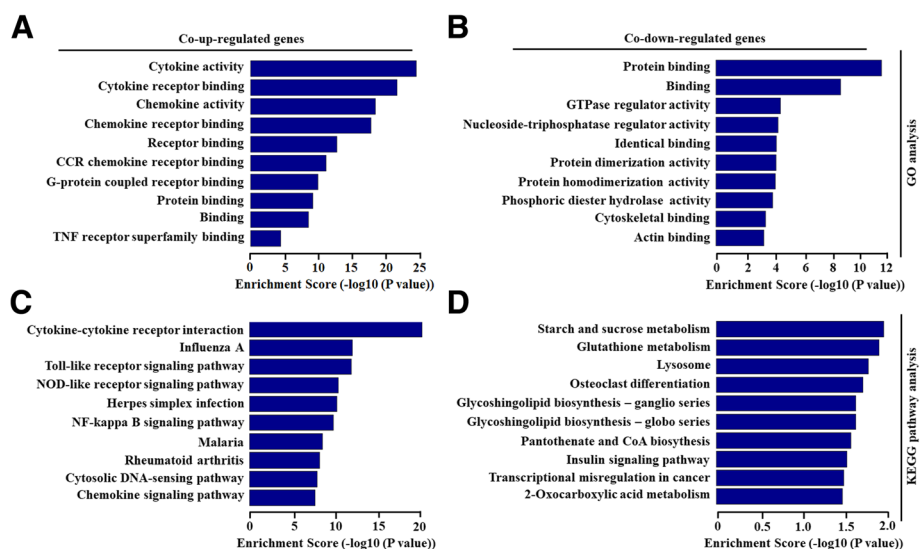 A
Co-up-regulated genes
Cytokine activity
Cytokine receptor binding
Chemokine activity
Chemokine receptor binding
Receptor binding
CCR chemokine receptor binding
G-protein coupled receptor binding
Protein binding
Binding
TNF receptor superfamily binding
0 5 10 15 20 25
Enrichment Score (-log10 (P value))
B
Co-down-regulated genes
Protein binding
Binding
GTPase regulator activity
Nucleoside-triphosphatase regulator activity
Identical binding
Protein dimerization activity
Protein homodimerization activity
Phosphoric diester hydrolase activity
Cytoskeletal binding
Actin binding
0 2 4 6 8 10 12
Enrichment Score (-log10 (P value))
GO analysis
C
Cytokine-cytokine receptor interaction
Influenza A
Toll-like receptor signaling pathway
NOD-like receptor signaling pathway
Herpes simplex infection
NF-kappa B signaling pathway
Malaria
Rheumatoid arthritis
Cytosolic DNA-sensing pathway
Chemokine signaling pathway
0 5 10 15 20
Enrichment Score (-log10 (P value))
D
Starch and sucrose metabolism
Glutathione metabolism
Lysosome
Osteoclast differentiation
Glycoshingolipid biosynthesis – ganglio series
Glycoshingolipid biosynthesis – globo series
Pantothenate and CoA biosythesis
Insulin signaling pathway
Transcriptional misregulation in cancer
2-Oxocarboxylic acid metabolism
0 0.5 1.0 1.5 2.0
Enrichment Score (-log10 (P value))
KEGG pathway analysis